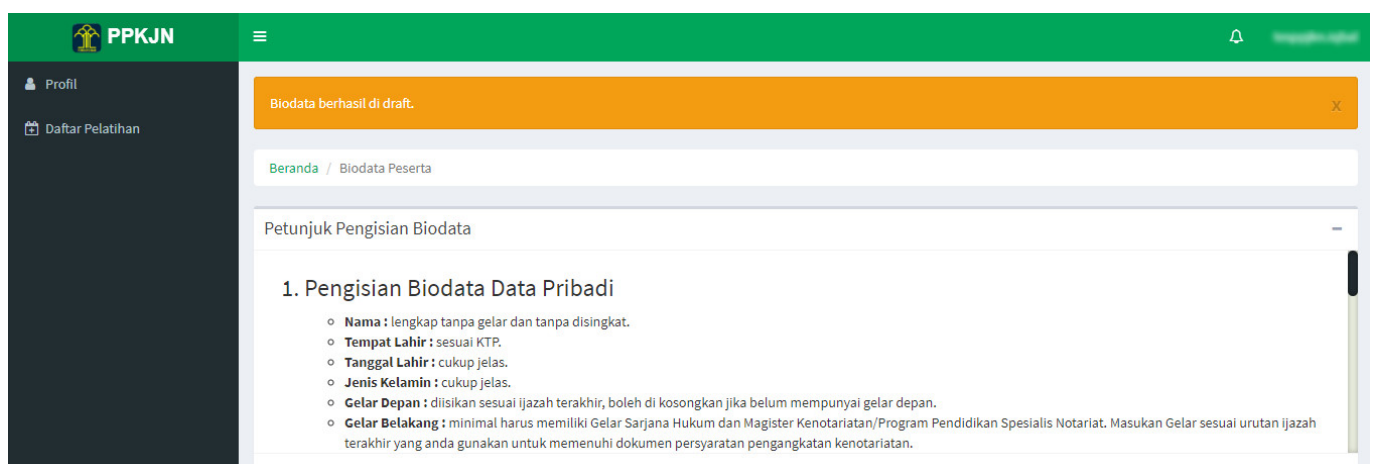 PPKJN
Profil
Daftar Pelatihan
Biodata berhasil di draft.
x
Beranda / Biodata Peserta
Petunjuk Pengisian Biodata
1. Pengisian Biodata Data Pribadi
Nama : lengkap tanpa gelar dan tanpa disingkat.
Tempat Lahir : sesuai KTP.
Tanggal Lahir : cukup jelas.
Jenis Kelamin : cukup jelas.
Gelar Depan : diisikan sesuai ijazah terakhir, boleh di kosongkan jika belum mempunyai gelar depan.
Gelar Belakang : minimal harus memiliki Gelar Sarjana Hukum dan Magister Kenotariatan/Program Pendidikan Spesialis Notariat. Masukan Gelar sesuai urutan ijazah
terakhir yang anda gunakan untuk memenuhi dokumen persyaratan pengangkatan kenotariatan.